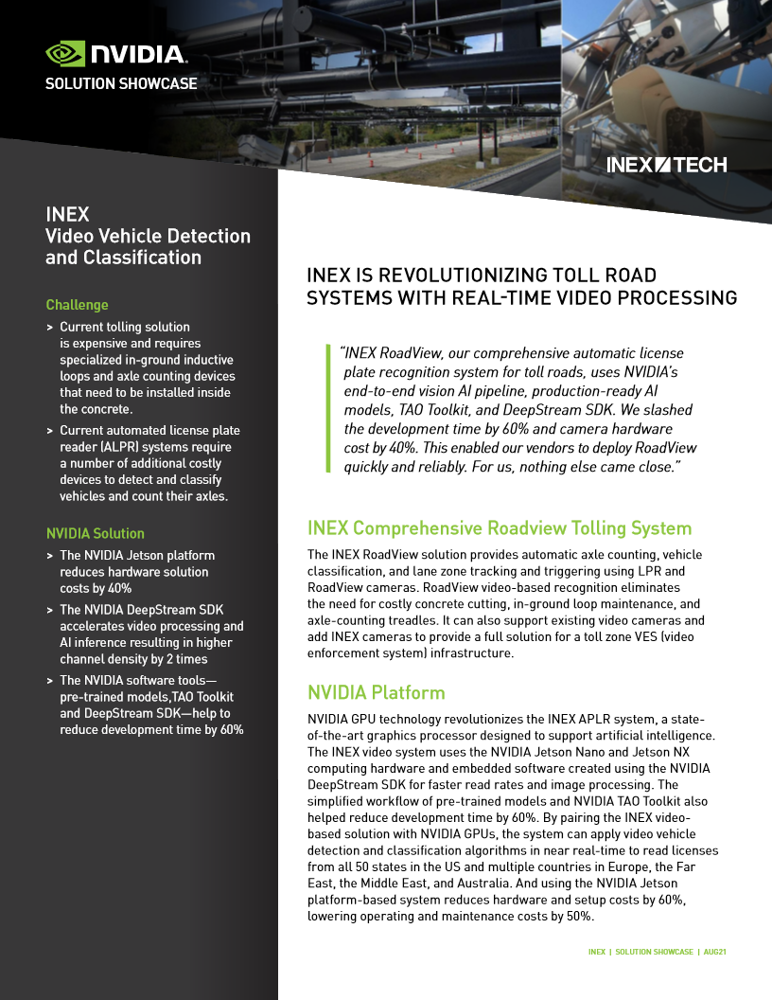 NVIDIA
SOLUTION SHOWCASE
INEX TECH
INEX
Video Vehicle Detection
and Classification
Challenge
> Current tolling solution
is expensive and requires
specialized in-ground inductive
loops and axle counting devices
that need to be installed inside
the concrete.
> Current automated license plate
reader (ALPR) systems require
a number of additional costly
devices to detect and classify
vehicles and count their axles.
NVIDIA Solution
> The NVIDIA Jetson platform
reduces hardware solution
costs by 40%
> The NVIDIA DeepStream SDK
accelerates video processing and
AI inference resulting in higher
channel density by 2 times
> The NVIDIA software tools—
pre-trained models,TAO Toolkit
and DeepStream SDK—help to
reduce development time by 60%
INEX IS REVOLUTIONIZING TOLL ROAD
SYSTEMS WITH REAL-TIME VIDEO PROCESSING
“INEX RoadView, our comprehensive automatic license
plate recognition system for toll roads, uses NVIDIA’s
end-to-end vision AI pipeline, production-ready AI
models, TAO Toolkit, and DeepStream SDK. We slashed
the development time by 60% and camera hardware
cost by 40%. This enabled our vendors to deploy RoadView
quickly and reliably. For us, nothing else came close.”
INEX Comprehensive Roadview Tolling System
The INEX RoadView solution provides automatic axle counting, vehicle
classification, and lane zone tracking and triggering using LPR and
RoadView cameras. RoadView video-based recognition eliminates
the need for costly concrete cutting, in-ground loop maintenance, and
axle-counting treadles. It can also support existing video cameras and
add INEX cameras to provide a full solution for a toll zone VES (video
enforcement system) infrastructure.
NVIDIA Platform
NVIDIA GPU technology revolutionizes the INEX APLR system, a state-
of-the-art graphics processor designed to support artificial intelligence.
The INEX video system uses the NVIDIA Jetson Nano and Jetson NX
computing hardware and embedded software created using the NVIDIA
DeepStream SDK for faster read rates and image processing. The
simplified workflow of pre-trained models and NVIDIA TAO Toolkit also
helped reduce development time by 60%. By pairing the INEX video-
based solution with NVIDIA GPUs, the system can apply video vehicle
detection and classification algorithms in near real-time to read licenses
from all 50 states in the US and multiple countries in Europe, the Far
East, the Middle East, and Australia. And using the NVIDIA Jetson
platform-based system reduces hardware and setup costs by 60%,
lowering operating and maintenance costs by 50%.
INEX | SOLUTION SHOWCASE | AUG21